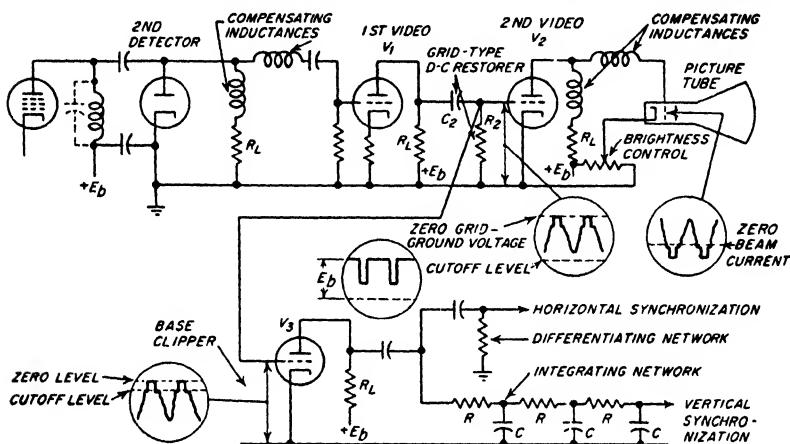 COMPENSATING
INDUCTANCES
2ND
DETECTOR
1ST VIDEO
V1
GRID-TYPE
D-C RESTORER
2ND VIDEO
V2
COMPENSATING
INDUCTANCES
PICTURE
TUBE
+Eb
RL
RL
+Eb
C2
R2
RL
+Eb
BRIGHTNESS
CONTROL
ZERO GRID-
GROUND VOLTAGE
CUTOFF LEVEL
ZERO
BEAM
CURRENT
Eb
BASE
CLIPPER
V3
ZERO LEVEL
CUTOFF LEVEL
RL
+Eb
HORIZONTAL SYNCHRONIZATION
DIFFERENTIATING NETWORK
INTEGRATING NETWORK
R
C
R
C
R
C
VERTICAL
SYNCHRO-
NIZATION